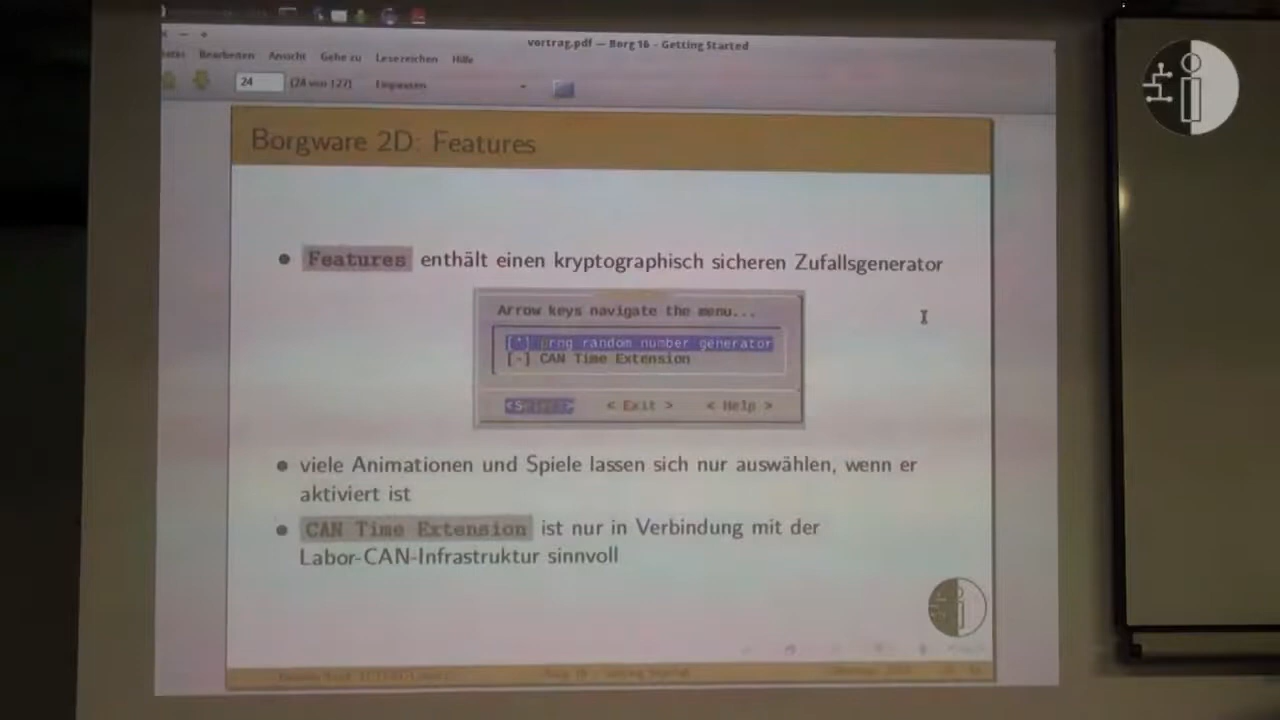 vortrag.pdf — Borg 16 - Getting Started
Bearbeiten Ansicht Gehe zu Lesezeichen Hilfe
24 (24 von 127) Einpassen
Borgware 2D: Features
Features enthält einen kryptographisch sicheren Zufallsgenerator
Arrow keys navigate the menu...
[*] prng random number generator
[-] CAN Time Extension
< Exit > < Help >
viele Animationen und Spiele lassen sich nur auswählen, wenn er
aktiviert ist
CAN Time Extension ist nur in Verbindung mit der
Labor-CAN-Infrastruktur sinnvoll